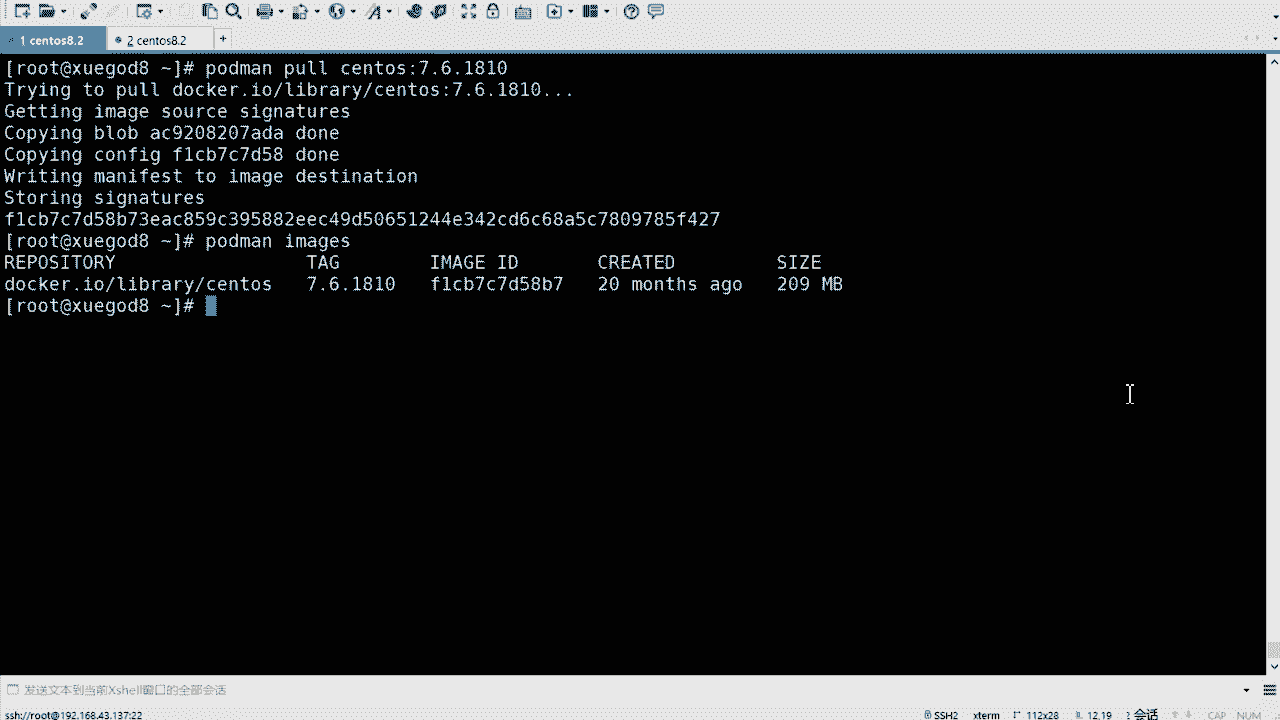 1 centos8.2
2 centos8.2
+
[root@xuegod8 ~]# podman pull centos:7.6.1810
Trying to pull docker.io/library/centos:7.6.1810...
Getting image source signatures
Copying blob ac9208207ada done
Copying config f1cb7c7d58 done
Writing manifest to image destination
Storing signatures
f1cb7c7d58b73eac859c395882eec49d50651244e342cd6c68a5c7809785f427
[root@xuegod8 ~]# podman images
REPOSITORY TAG IMAGE ID CREATED SIZE
docker.io/library/centos 7.6.1810 f1cb7c7d58b7 20 months ago 209 MB
[root@xuegod8 ~]#
发送文本到当前Xshell窗口的全部会话
ssh://root@192.168.43.137:22 SSH2 xterm 112x28 12,19 会话 CAP NUM